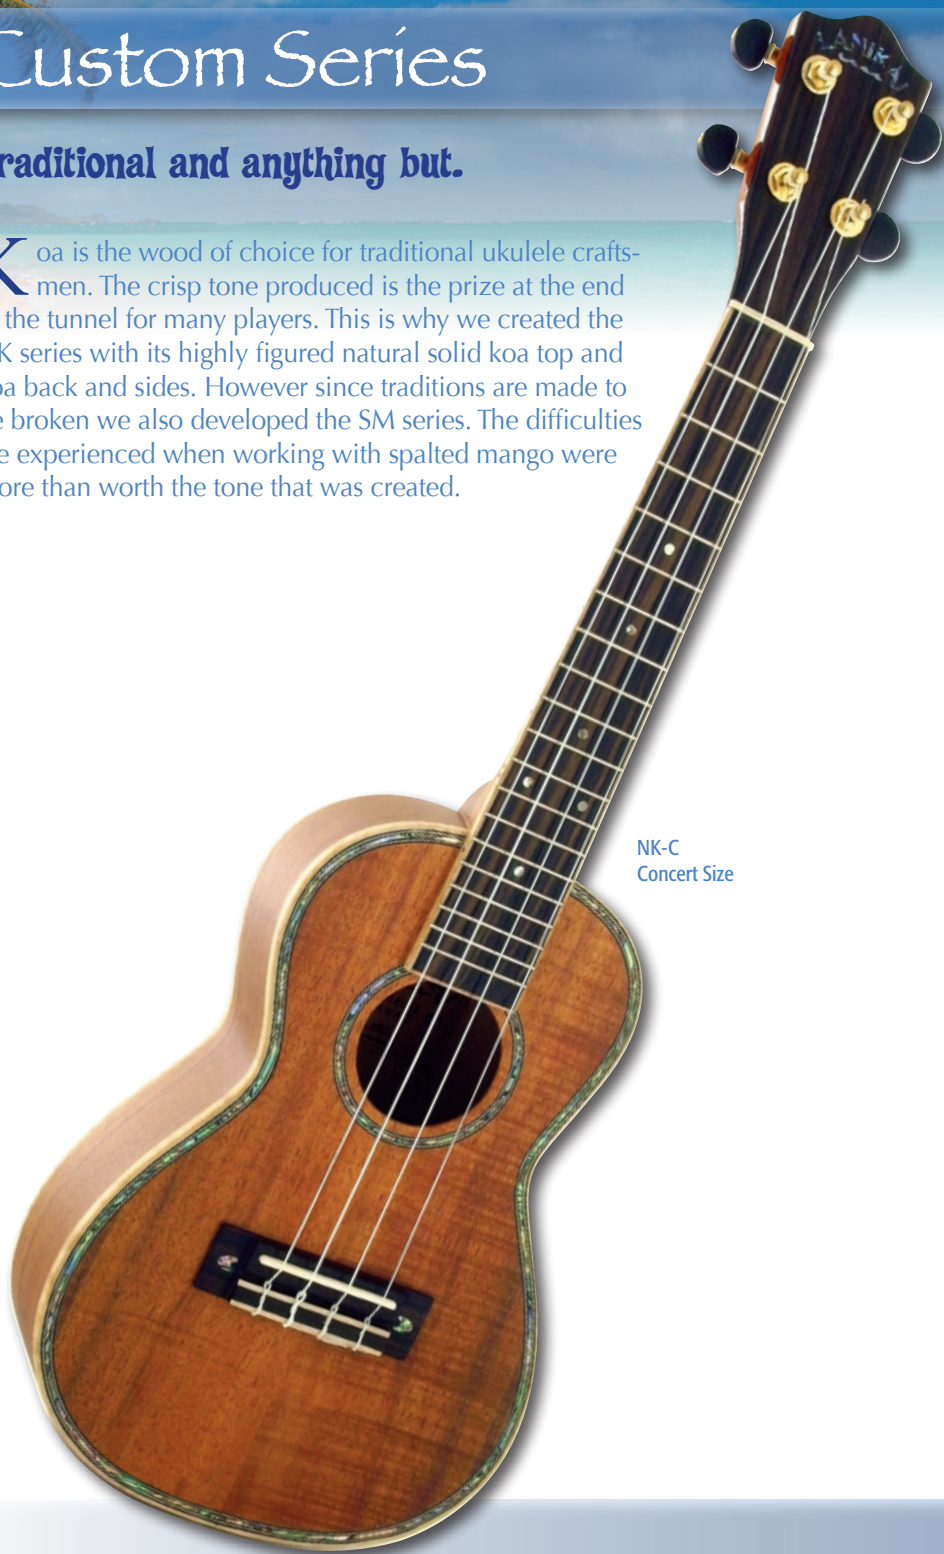 Custom Series
raditional and anything but.
Koa is the wood of choice for traditional ukulele crafts-
men. The crisp tone produced is the prize at the end
the tunnel for many players. This is why we created the
K series with its highly figured natural solid koa top and
oa back and sides. However since traditions are made to
e broken we also developed the SM series. The difficulties
e experienced when working with spalted mango were
ore than worth the tone that was created.
NK-C
Concert Size